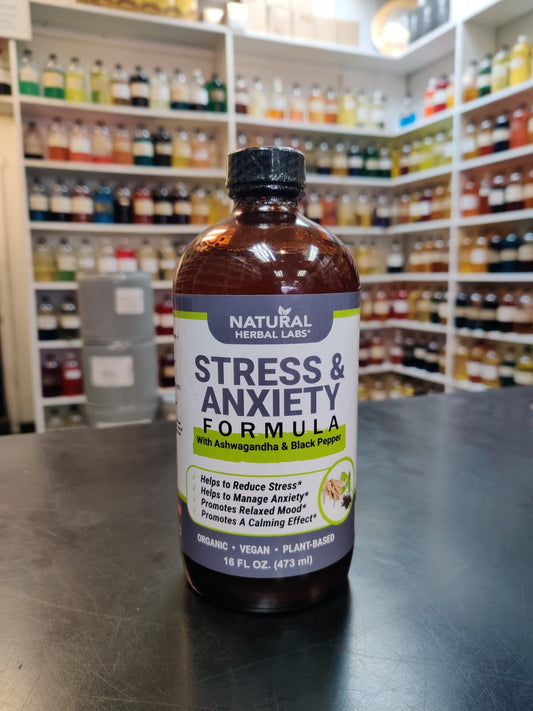 NATURAL
HERBAL LABS®
STRESS &
ANXIETY
FORMULA
With Ashwagandha & Black Pepper
✓ Helps to Reduce Stress*
✓ Helps to Manage Anxiety*
✓ Promotes Relaxed Mood*
✓ Promotes A Calming Effect*
ORGANIC • VEGAN • PLANT-BASED
16 FL OZ. (473 ml)